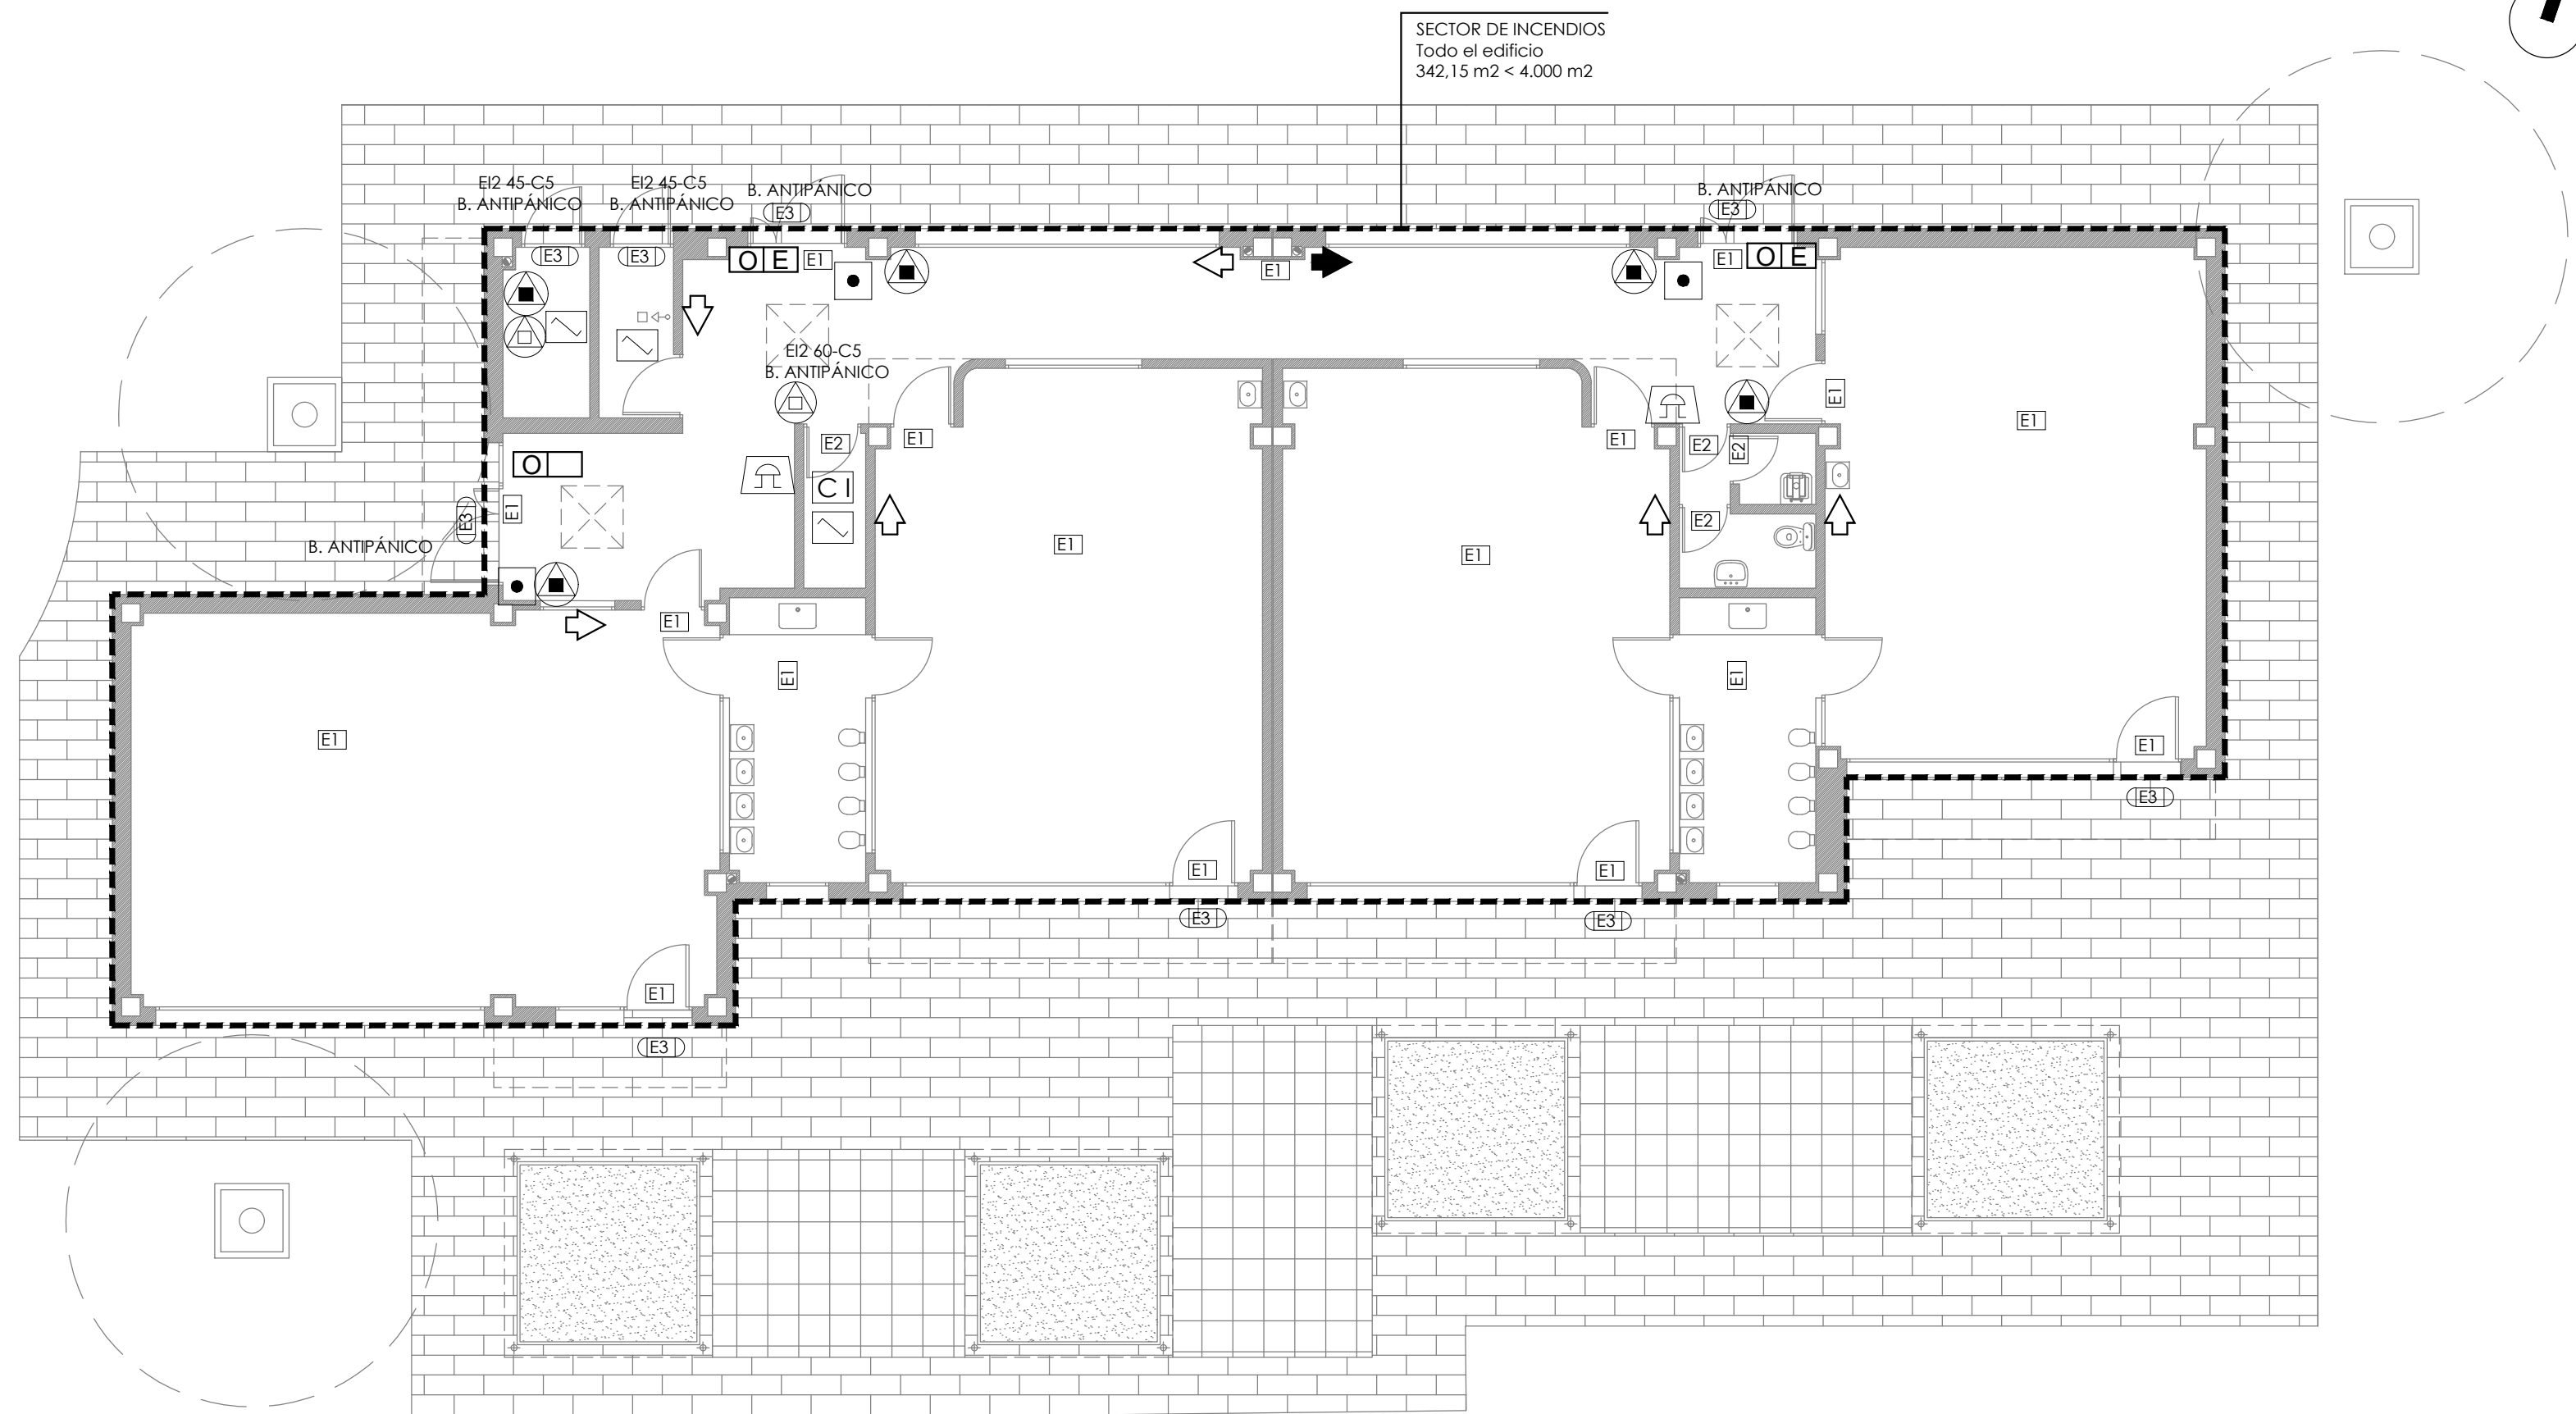 SECTOR DE INCENDIOS
Todo el edificio
342,15 m2 < 4.000 m2
EI2 45-C5
B. ANTIPÁNICO
EI2 45-C5
B. ANTIPÁNICO
B. ANTIPÁNICO
E3
B. ANTIPÁNICO
E3
E3
E3
O E
E1
E1
E1
O E
EI2 60-C5
B. ANTIPÁNICO
E1
E1
E2
E1
E1
E2
E2
O
C I
E3
E1
E2
B. ANTIPÁNICO
E1
E1
E1
E1
E1
E1
E1
E3
E1
E1
E3
E3
E1
E3